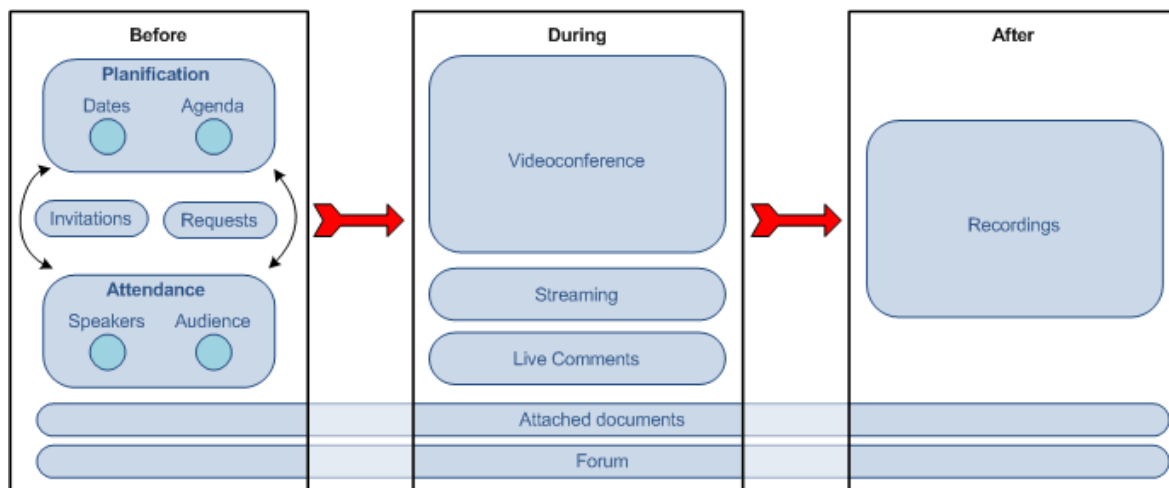 Before
Planification
Dates Agenda
Invitations Requests
Attendance
Speakers Audience
During
Videoconference
Streaming
Live Comments
After
Recordings
Attached documents
Forum